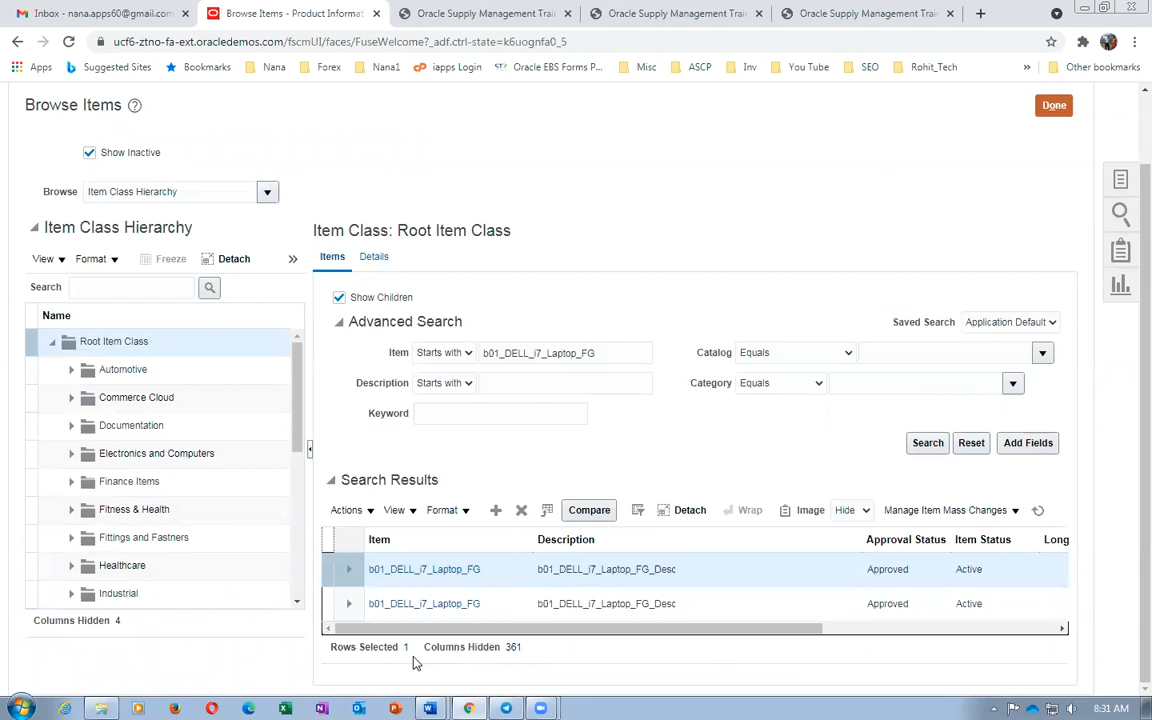 Inbox - nana.apps60@gmail.com
Browse Items - Product Informat
Oracle Supply Management Train
Oracle Supply Management Train
Oracle Supply Management Train
ucf6-ztno-fa-ext.oracledemos.com/fscmUI/faces/FuseWelcome?_adf.ctrl-state=k6uognfa0_5
Apps Suggested Sites Bookmarks Nana Forex Nana1 iapps Login Oracle EBS Forms P... Misc ASCP Inv You Tube SEO Rohit_Tech » Other bookmarks
Browse Items
Done
Show Inactive
Browse Item Class Hierarchy
Item Class Hierarchy
View Format Freeze Detach »
Search
Name
Root Item Class
Automotive
Commerce Cloud
Documentation
Electronics and Computers
Finance Items
Fitness & Health
Fittings and Fastners
Healthcare
Industrial
Columns Hidden 4
Item Class: Root Item Class
Items Details
Show Children
Advanced Search
Saved Search Application Default
Item Starts with b01_DELL_i7_Laptop_FG Catalog Equals
Description Starts with Category Equals
Keyword
Search Reset Add Fields
Search Results
Actions View Format Compare Detach Wrap Image Hide Manage Item Mass Changes
Item Description Approval Status Item Status Long
b01_DELL_i7_Laptop_FG b01_DELL_i7_Laptop_FG_Desc Approved Active
b01_DELL_i7_Laptop_FG b01_DELL_i7_Laptop_FG_Desc Approved Active
Rows Selected 1 Columns Hidden 361
8:31 AM